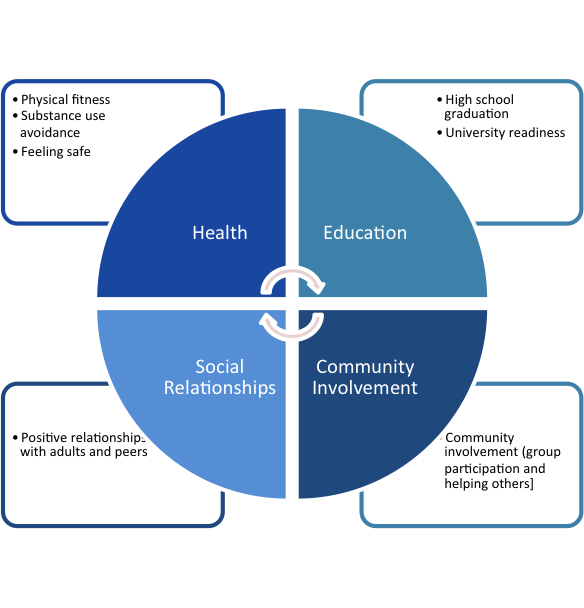 • Physical fitness
• Substance use
avoidance
• Feeling safe
• High school
graduation
• University readiness
Health
Education
Social
Relationships
Community
Involvement
• Positive relationships
with adults and peers
Community
involvement (group
participation and
helping others]